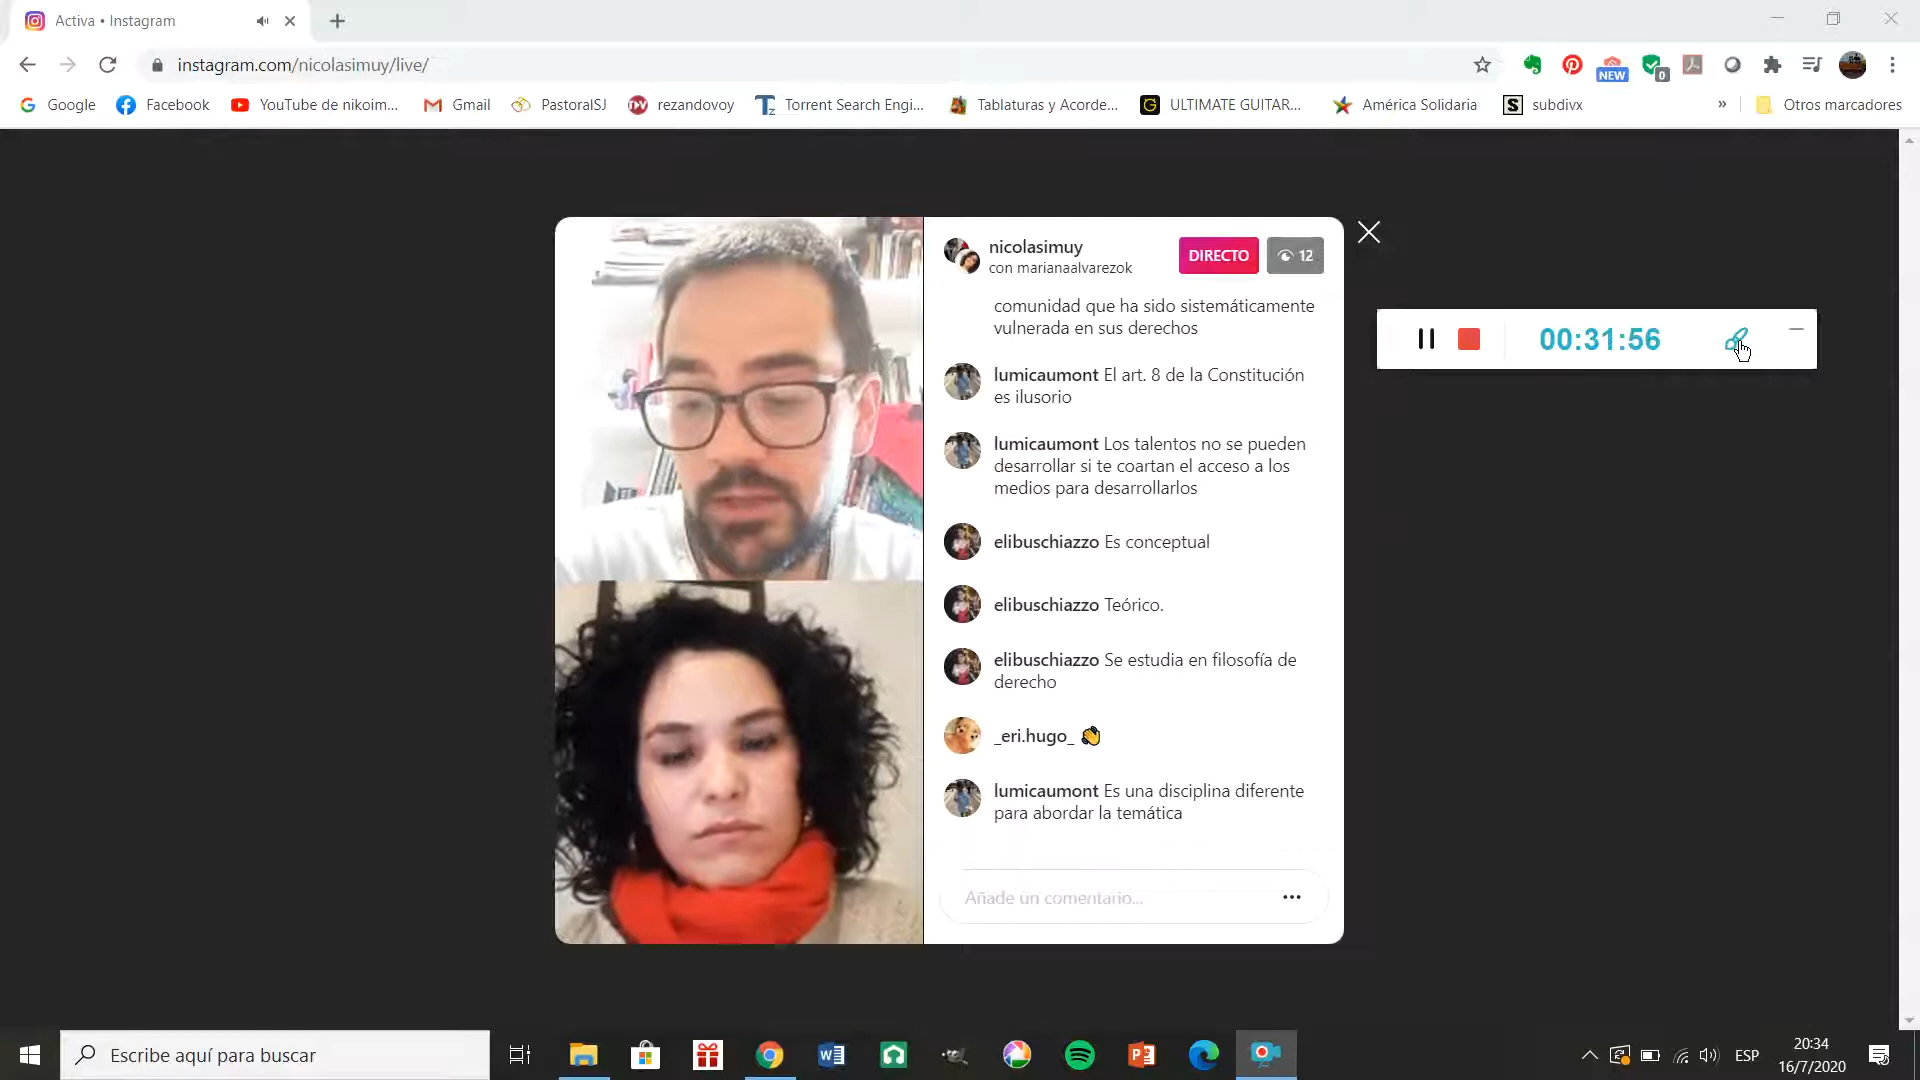 Activa • Instagram
instagram.com/nicolasimuy/live/
NEW
0
Google
Facebook
YouTube de nikoim...
Gmail
PastoralSJ
rezandovoy
Torrent Search Engi...
Tablaturas y Acorde...
ULTIMATE GUITAR...
América Solidaria
subdivx
»
Otros marcadores
nicolasimuy
con marianaalvarezok
DIRECTO
12
comunidad que ha sido sistemáticamente
vulnerada en sus derechos
00:31:56
lumicaumont El art. 8 de la Constitución
es ilusorio
lumicaumont Los talentos no se pueden
desarrollar si te coartan el acceso a los
medios para desarrollarlos
elibuschiazzo Es conceptual
elibuschiazzo Teórico.
elibuschiazzo Se estudia en filosofía de
derecho
_eri.hugo_ 👏
lumicaumont Es una disciplina diferente
para abordar la temática
Añade un comentario...
Escribe aquí para buscar
ESP
20:34
16/7/2020